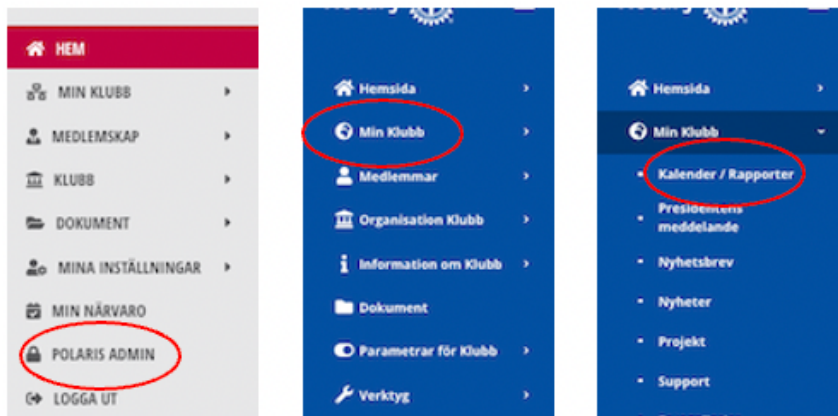 HEM
MIN KLUBB
MEDLEMSKAP
KLUBB
DOKUMENT
MINA INSTÄLLNINGAR
MIN NÄRVARO
POLARIS ADMIN
LOGGA UT
Hemsida
Min Klubb
Medlemmar
Organisation Klubb
Information om Klubb
Dokument
Parametrar för Klubb
Verktyg
Hemsida
Min Klubb
Kalender / Rapporter
Presidentens
meddelande
Nyhetsbrev
Nyheter
Projekt
Support